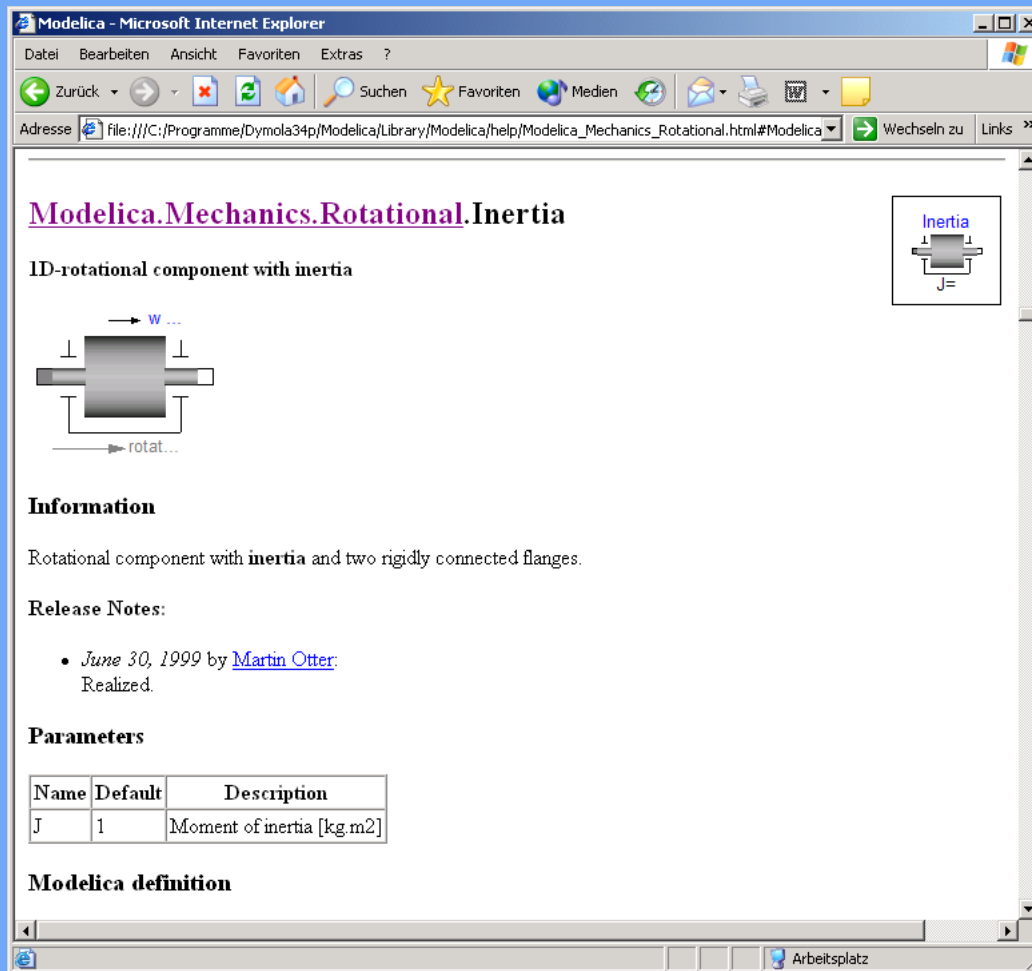 Modelica - Microsoft Internet Explorer
Datei Bearbeiten Ansicht Favoriten Extras ?
Zurück Suchen Favoriten Medien
Adresse file:///C:/Programme/Dymola34p/Modelica/Library/Modelica/help/Modelica_Mechanics_Rotational.html#Modelica Wechseln zu Links »
Modelica.Mechanics.Rotational.Inertia
Inertia
J=
1D-rotational component with inertia
w ...
rotat...
Information
Rotational component with inertia and two rigidly connected flanges.
Release Notes:
• June 30, 1999 by Martin Otter:
Realized.
Parameters
Name Default Description
J 1 Moment of inertia [kg.m2]
Modelica definition
Arbeitsplatz